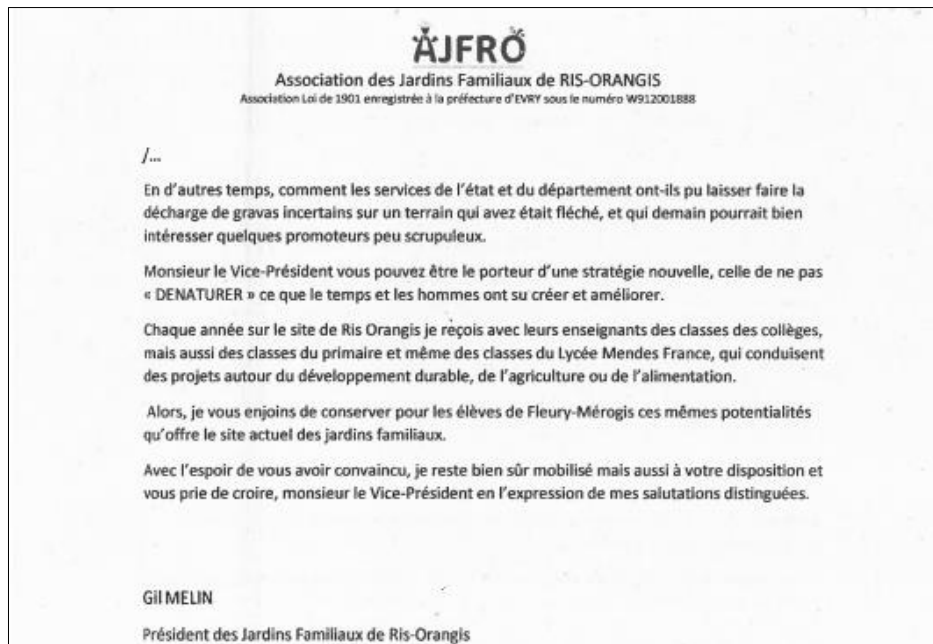 AJFRO
Association des Jardins Familiaux de RIS-ORANGIS
Association Loi de 1901 enregistrée à la préfecture d'EVRY sous le numéro W912001888
/...
En d'autres temps, comment les services de l'état et du département ont-ils pu laisser faire la
décharge de gravas incertains sur un terrain qui avez était fléché, et qui demain pourrait bien
intéresser quelques promoteurs peu scrupuleux.
Monsieur le Vice-Président vous pouvez être le porteur d'une stratégie nouvelle, celle de ne pas
« DENATURER » ce que le temps et les hommes ont su créer et améliorer.
Chaque année sur le site de Ris Orangis je reçois avec leurs enseignants des classes des collèges,
mais aussi des classes du primaire et même des classes du Lycée Mendes France, qui conduisent
des projets autour du développement durable, de l'agriculture ou de l'alimentation.
Alors, je vous enjoins de conserver pour les élèves de Fleury-Mérogis ces mêmes potentialités
qu'offre le site actuel des jardins familiaux.
Avec l'espoir de vous avoir convaincu, je reste bien sûr mobilisé mais aussi à votre disposition et
vous prie de croire, monsieur le Vice-Président en l'expression de mes salutations distinguées.
Gil MELIN
Président des Jardins Familiaux de Ris-Orangis